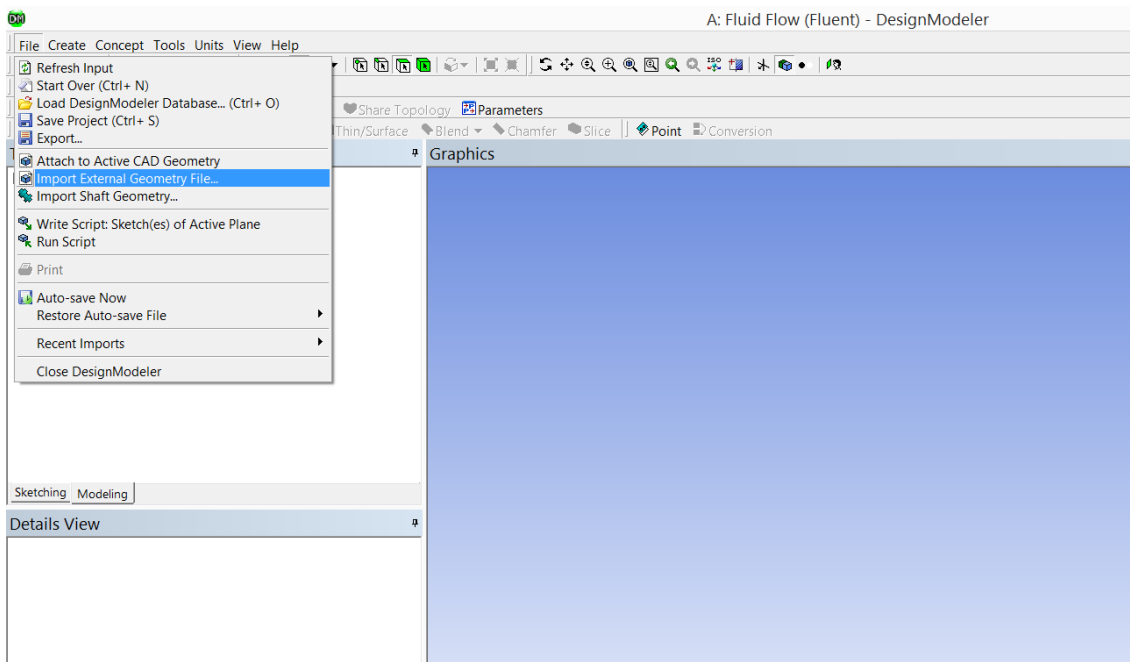 DM
A: Fluid Flow (Fluent) - DesignModeler
File Create Concept Tools Units View Help
Refresh Input
Start Over (Ctrl+ N)
Load DesignModeler Database... (Ctrl+ O)
Share Topology Parameters
Save Project (Ctrl+ S)
Thin/Surface Blend Chamfer Slice Point Conversion
Export...
Graphics
Attach to Active CAD Geometry
Import External Geometry File...
Import Shaft Geometry...
Write Script: Sketch(es) of Active Plane
Run Script
Print
Auto-save Now
Restore Auto-save File
Recent Imports
Close DesignModeler
Sketching Modeling
Details View